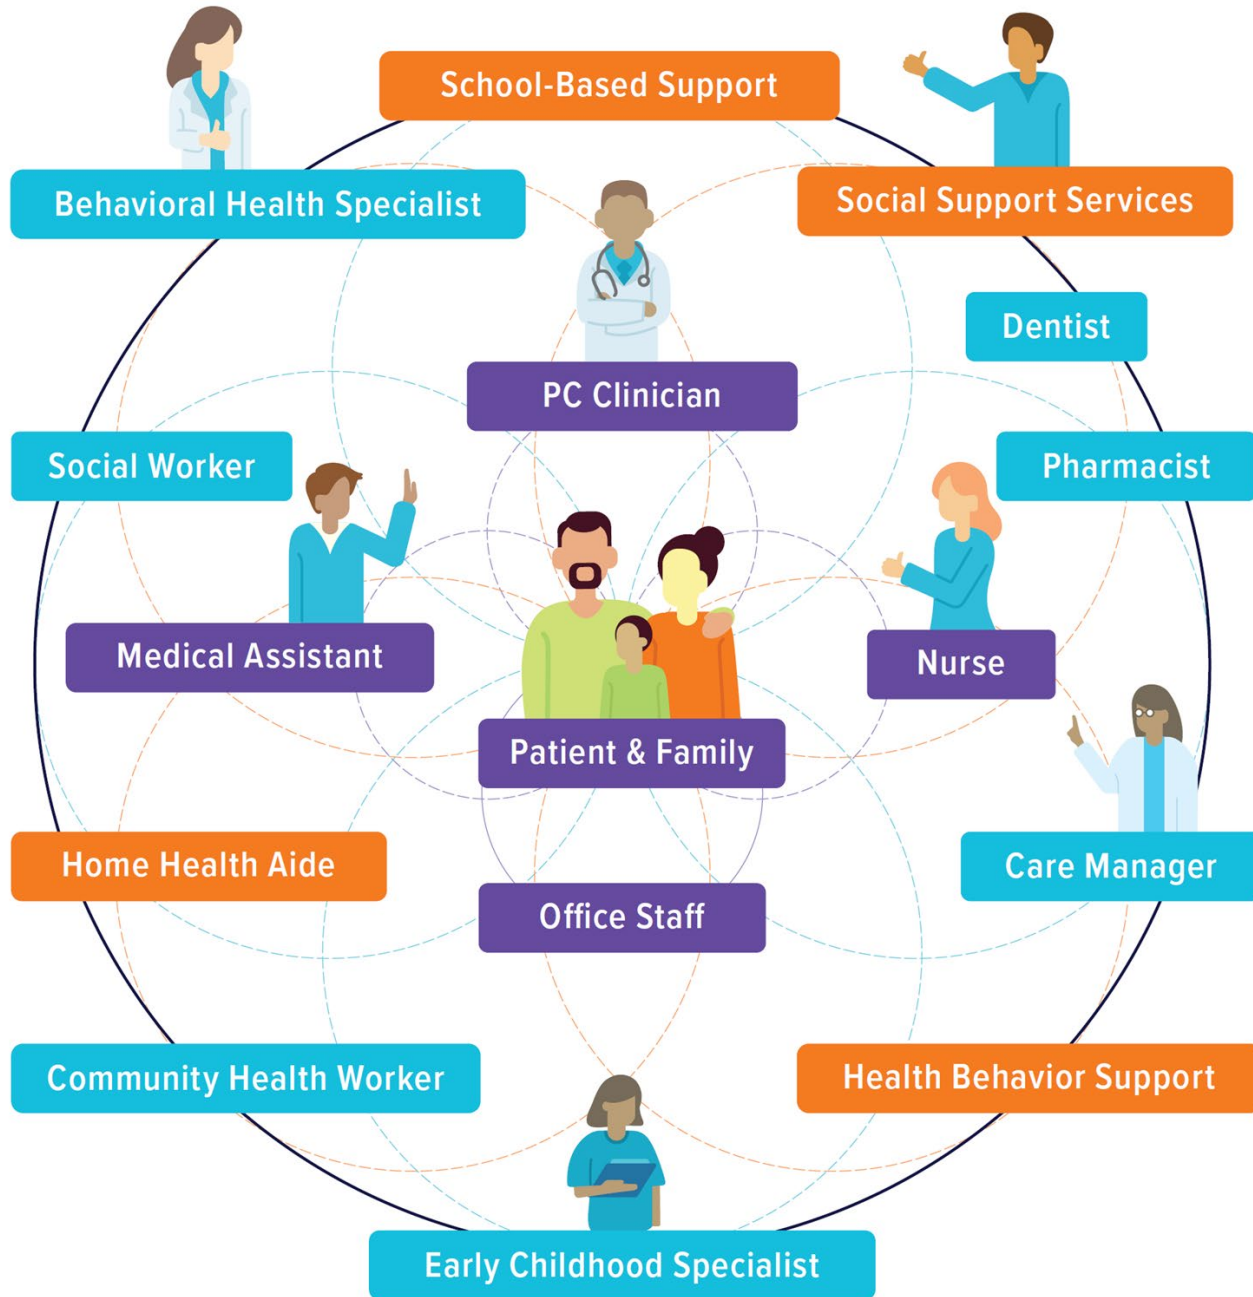 School-Based Support
Behavioral Health Specialist
Social Support Services
Dentist
PC Clinician
Social Worker
Pharmacist
Medical Assistant
Nurse
Patient & Family
Home Health Aide
Care Manager
Office Staff
Community Health Worker
Health Behavior Support
Early Childhood Specialist